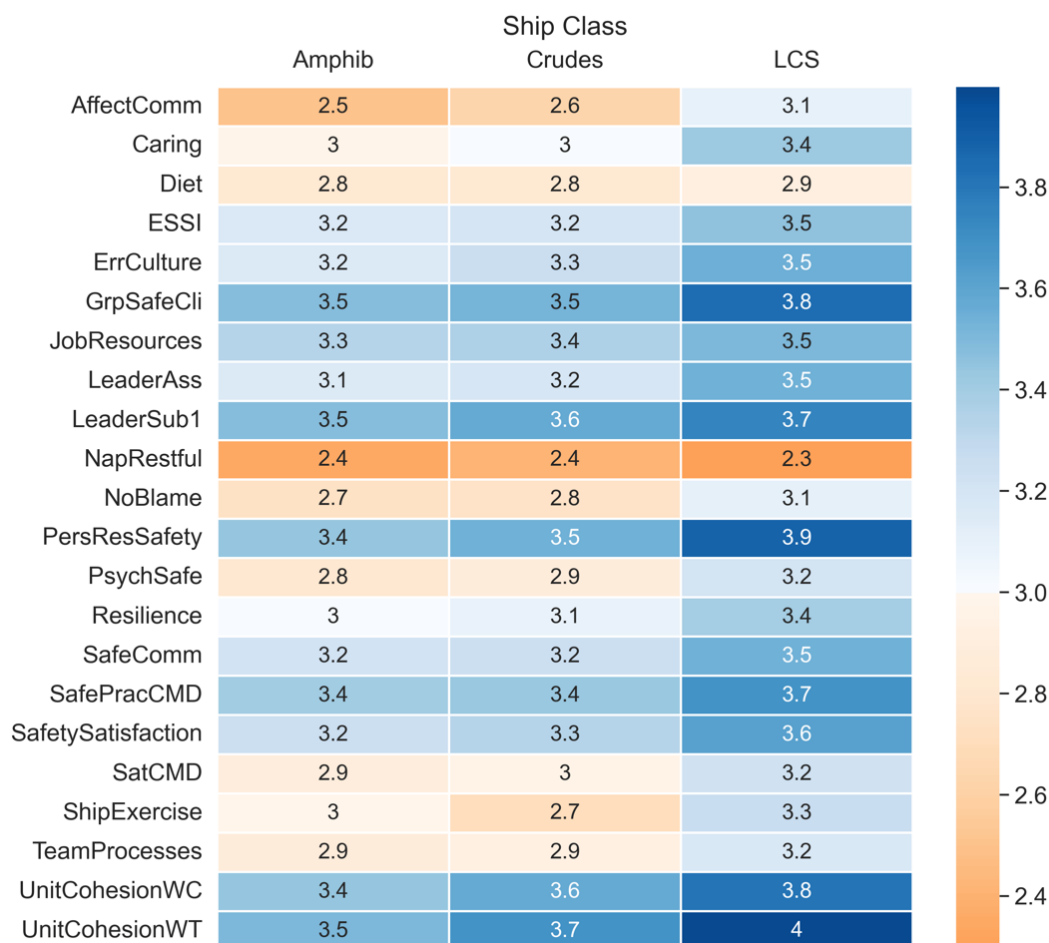 Ship Class
Amphib Crudes LCS
AffectComm 2.5 2.6 3.1
Caring 3 3 3.4
Diet 2.8 2.8 2.9
ESSI 3.2 3.2 3.5
ErrCulture 3.2 3.3 3.5
GrpSafeCli 3.5 3.5 3.8
JobResources 3.3 3.4 3.5
LeaderAss 3.1 3.2 3.5
LeaderSub1 3.5 3.6 3.7
NapRestful 2.4 2.4 2.3
NoBlame 2.7 2.8 3.1
PersResSafety 3.4 3.5 3.9
PsychSafe 2.8 2.9 3.2
Resilience 3 3.1 3.4
SafeComm 3.2 3.2 3.5
SafePracCMD 3.4 3.4 3.7
SafetySatisfaction 3.2 3.3 3.6
SatCMD 2.9 3 3.2
ShipExercise 3 2.7 3.3
TeamProcesses 2.9 2.9 3.2
UnitCohesionWC 3.4 3.6 3.8
UnitCohesionWT 3.5 3.7 4
3.8
3.6
3.4
3.2
3.0
2.8
2.6
2.4